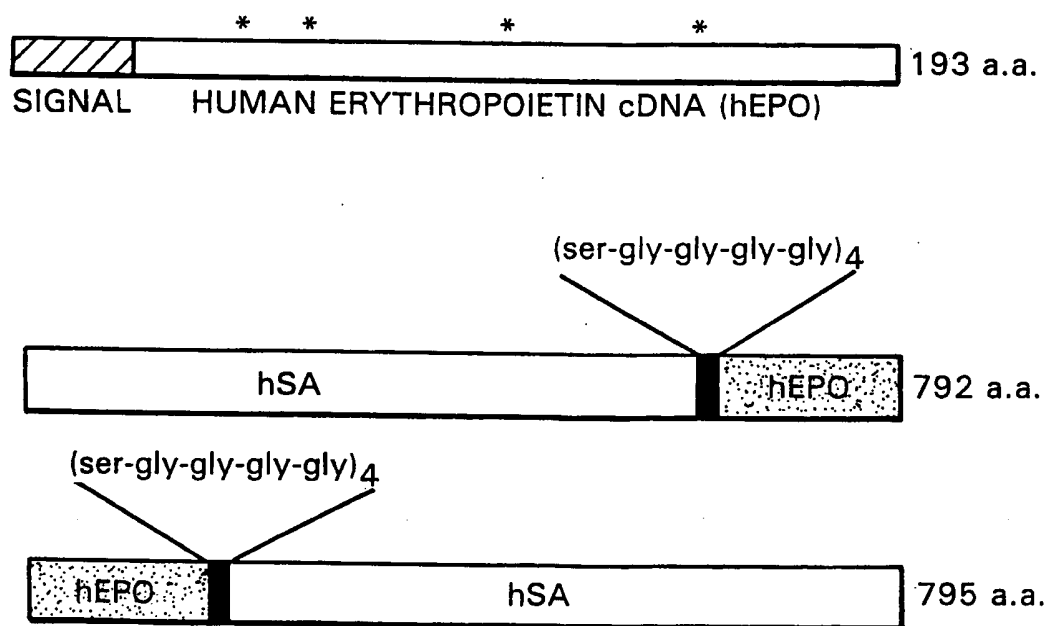 * * * *
193 a.a.
SIGNAL HUMAN ERYTHROPOIETIN cDNA (hEPO)
(ser-gly-gly-gly-gly)4
hSA hEPO 792 a.a.
(ser-gly-gly-gly-gly)4
hEPO hSA 795 a.a.